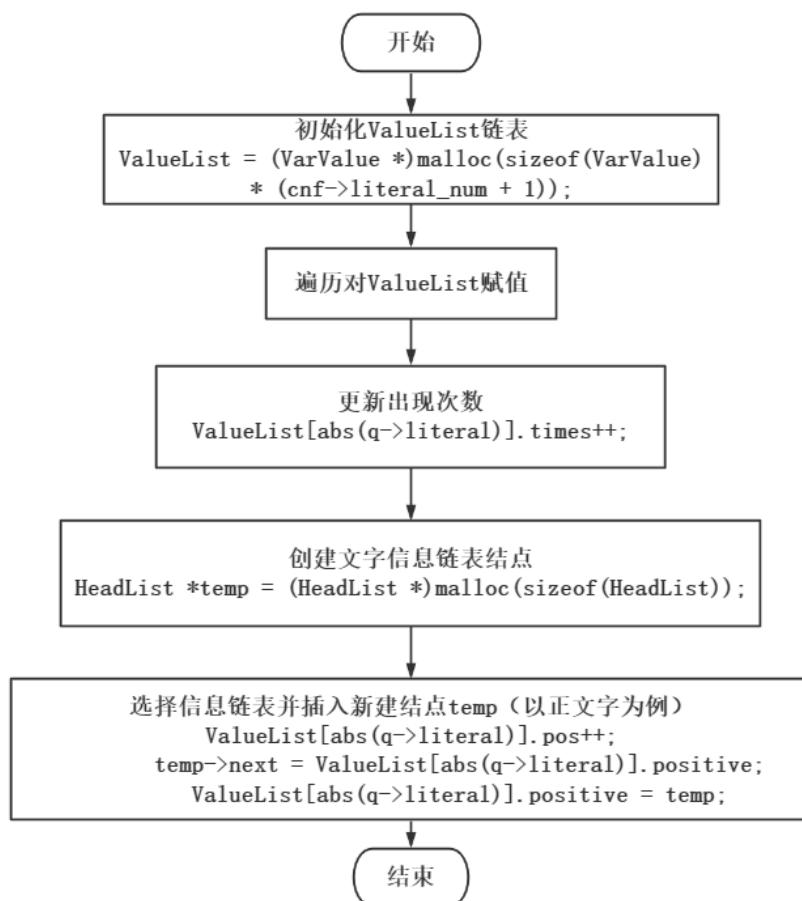 开始
初始化ValueList链表
ValueList = (VarValue *)malloc(sizeof(VarValue)
* (cnf->literal_num + 1));
遍历对ValueList赋值
更新出现次数
ValueList[abs(q->literal)].times++;
创建文字信息链表结点
HeadList *temp = (HeadList *)malloc(sizeof(HeadList));
选择信息链表并插入新建结点temp（以正文字为例）
ValueList[abs(q->literal)].pos++;
temp->next = ValueList[abs(q->literal)].positive;
ValueList[abs(q->literal)].positive = temp;
结束